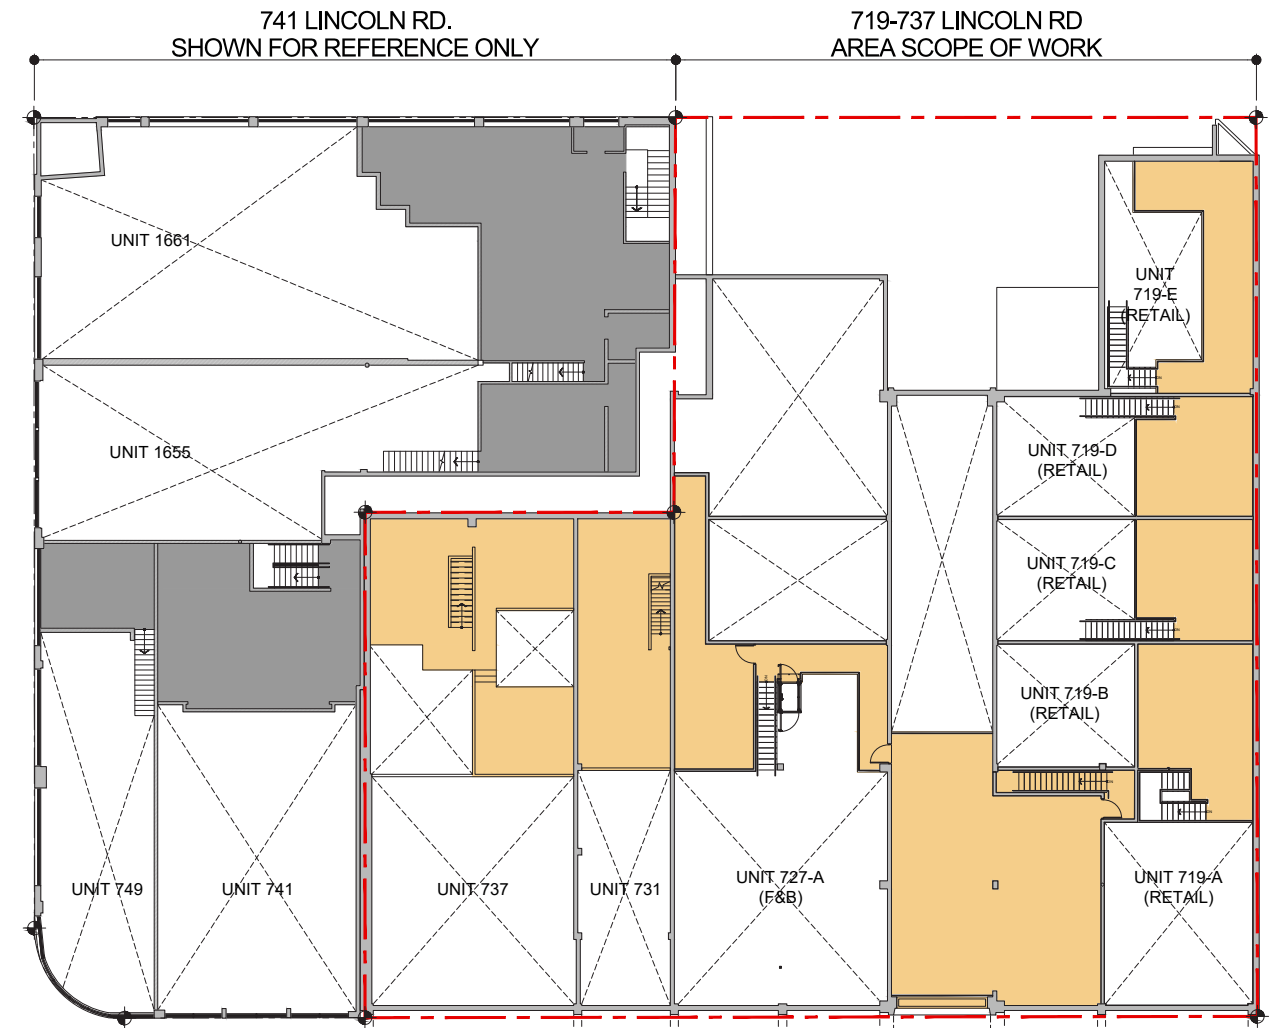 741 LINCOLN RD.
SHOWN FOR REFERENCE ONLY
719-737 LINCOLN RD
AREA SCOPE OF WORK
UNIT 1661
UNIT
719-E
(RETAIL)
UNIT 1655
UNIT 719-D
(RETAIL)
UNIT 719-C
(RETAIL)
UNIT 719-B
(RETAIL)
UNIT 749
UNIT 741
UNIT 737
UNIT 731
UNIT 727-A
(F&B)
UNIT 719-A
(RETAIL)